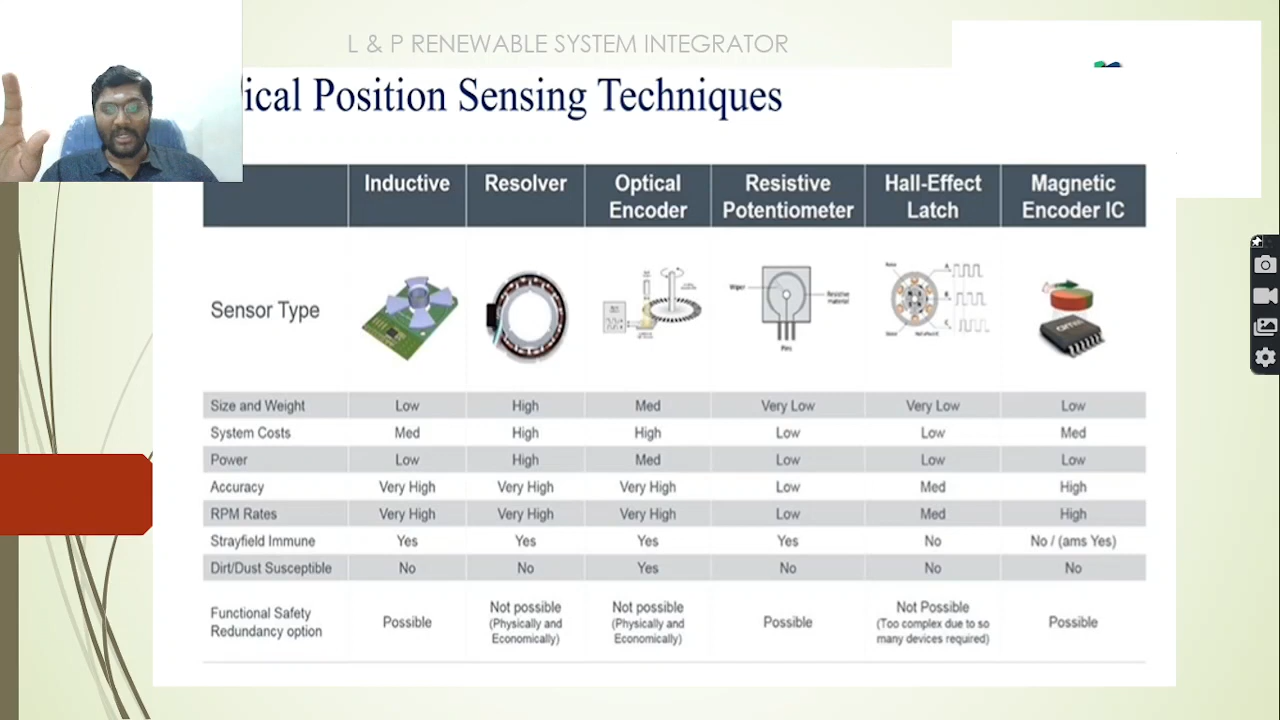 L & P RENEWABLE SYSTEM INTEGRATOR
ical Position Sensing Techniques
Inductive Resolver Optical Encoder Resistive Potentiometer Hall-Effect Latch Magnetic Encoder IC
Sensor Type
Wiper
Resistive material
Pins
A
B
C
ams
Size and Weight Low High Med Very Low Very Low Low
System Costs Med High High Low Low Med
Power Low High Med Low Low Low
Accuracy Very High Very High Very High Low Med High
RPM Rates Very High Very High Very High Low Med High
Strayfield Immune Yes Yes Yes Yes No No / (ams Yes)
Dirt/Dust Susceptible No No Yes No No No
Functional Safety Redundancy option Possible Not possible (Physically and Economically) Not possible (Physically and Economically) Possible Not Possible (Too complex due to so many devices required) Possible